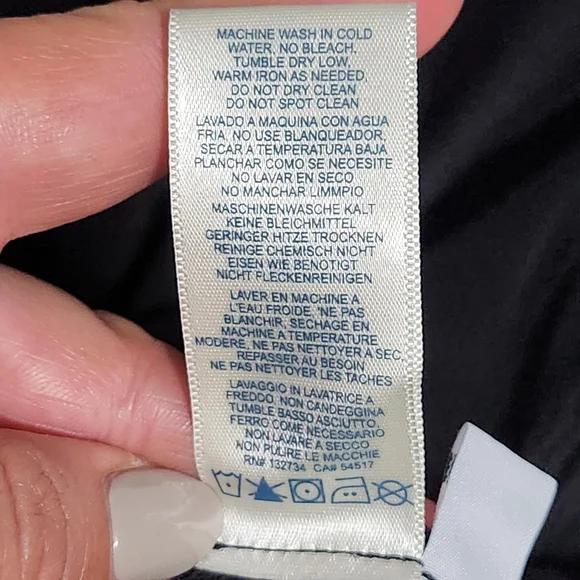 MACHINE WASH IN COLD
WATER, NO BLEACH,
TUMBLE DRY LOW,
WARM IRON AS NEEDED,
DO NOT DRY CLEAN
DO NOT SPOT CLEAN
LAVADO A MAQUINA CON AGUA
FRIA, NO USE BLANQUEADOR,
SECAR A TEMPERATURA BAJA
PLANCHAR COMO SE NECESITE
NO LAVAR EN SECO
NO MANCHAR LIMMPIO
MASCHINENWASCHE KALT
KEINE BLEICHMITTEL
GERINGER HITZE TROCKNEN
REINIGE CHEMISCH NICHT
EISEN WIE BENOTIGT
NICHT FLECKENREINIGEN
LAVER EN MACHINE A
L'EAU FROIDE, 'NE PAS
BLANCHIR, SECHAGE EN
MACHINE A TEMPERATURE
MODERE, NE PAS NETTOYER A SEC,
REPASSER AU BESOIN
NE PAS NETTOYER LES TACHES
LAVAGGIO IN LAVATRICE A
FREDDO NON CANDEGGINA
TUMBLE BASSO ASCIUTTO,
FERRO COME NECESSARIO
NON LAVARE A SECCO
NON PULIRE LE MACCHIE
RN# 132734 CA# 54517